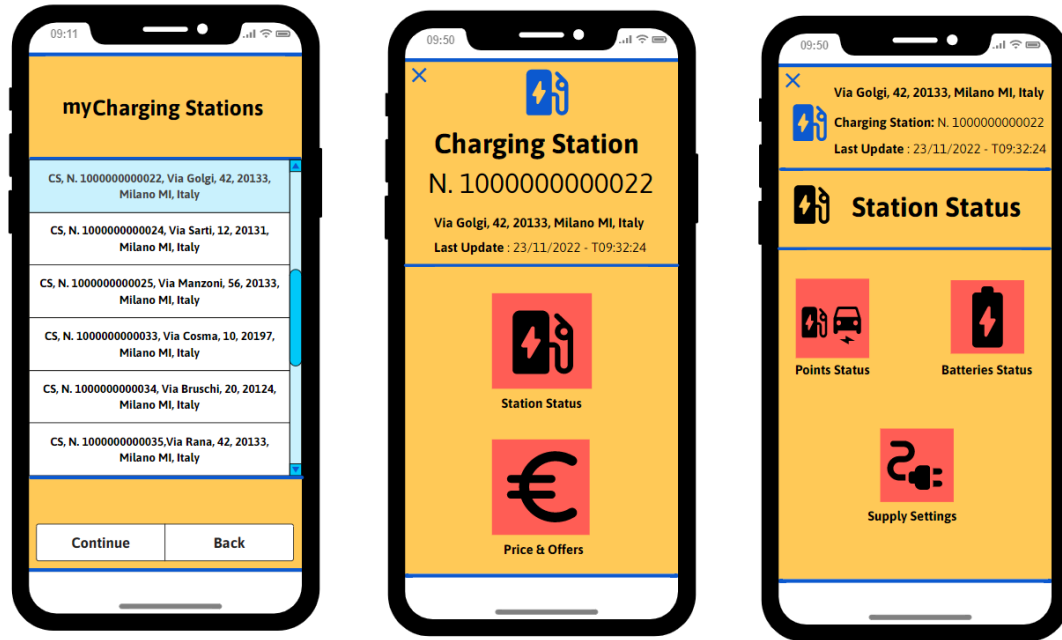 09:11
myCharging Stations
CS, N. 1000000000022, Via Golgi, 42, 20133,
Milano MI, Italy
CS, N. 1000000000024, Via Sarti, 12, 20131,
Milano MI, Italy
CS, N. 1000000000025, Via Manzoni, 56, 20133,
Milano MI, Italy
CS, N. 1000000000033, Via Cosma, 10, 20197,
Milano MI, Italy
CS, N. 1000000000034, Via Bruschi, 20, 20124,
Milano MI, Italy
CS, N. 1000000000035,Via Rana, 42, 20133,
Milano MI, Italy
Continue
Back
09:50
Charging Station
N. 1000000000022
Via Golgi, 42, 20133, Milano MI, Italy
Last Update : 23/11/2022 - T09:32:24
Station Status
Price & Offers
09:50
Via Golgi, 42, 20133, Milano MI, Italy
Charging Station: N. 1000000000022
Last Update : 23/11/2022 - T09:32:24
Station Status
Points Status
Batteries Status
Supply Settings